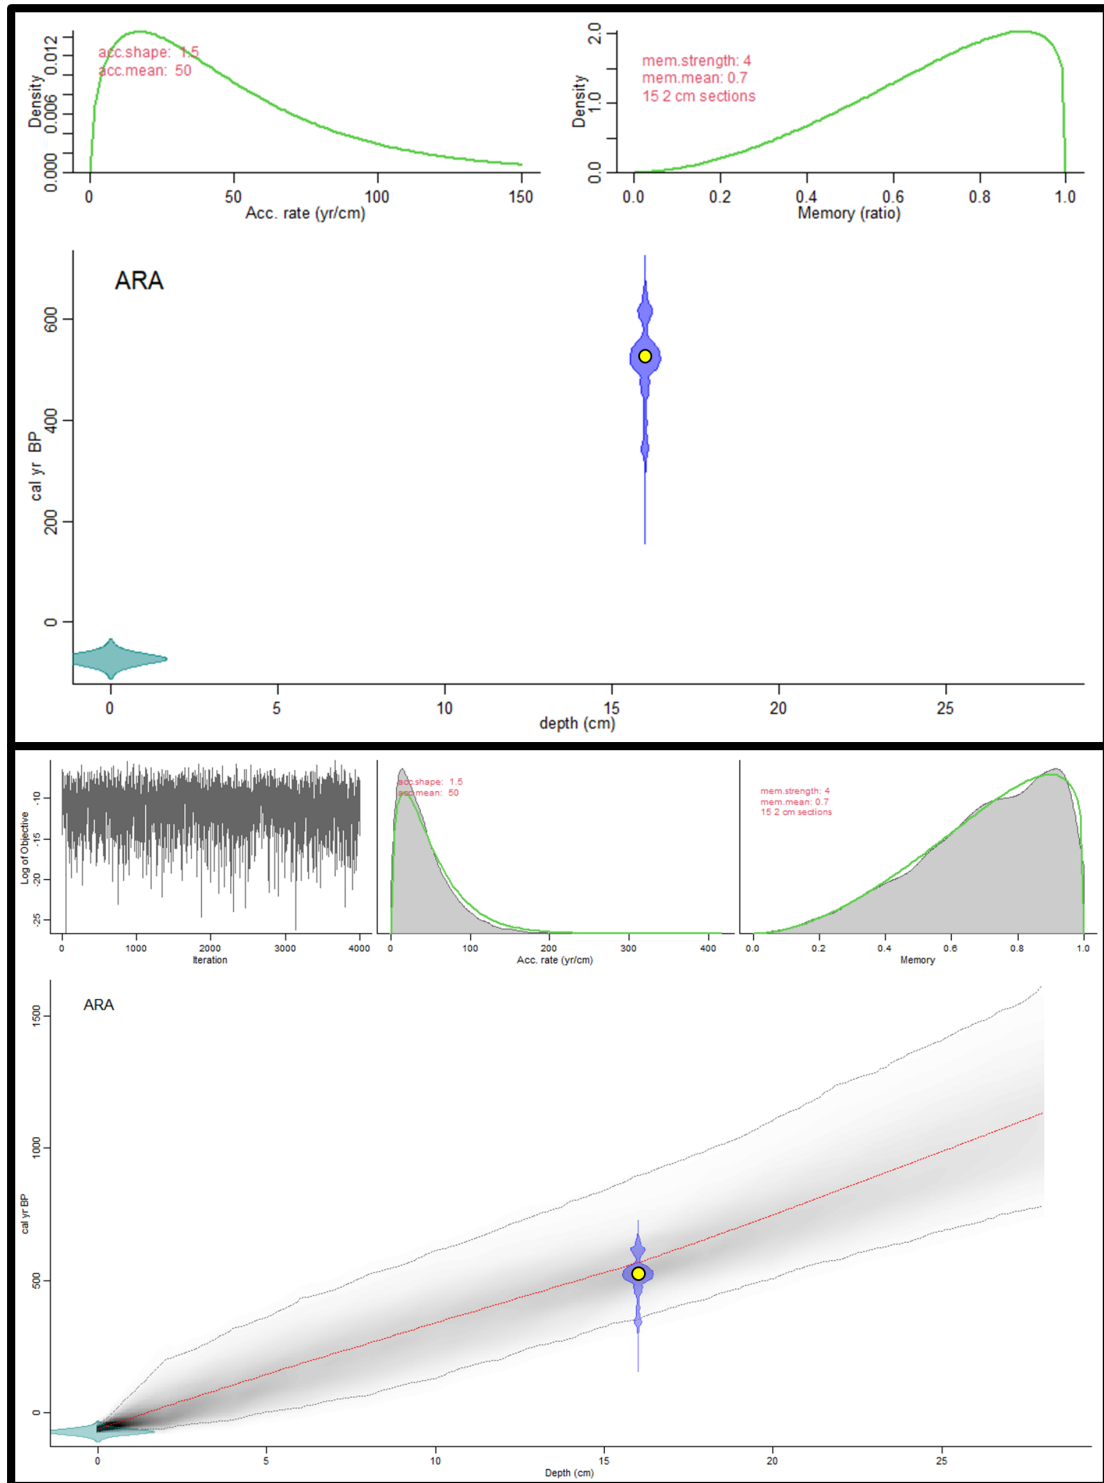 acc.shape: 1.5
acc.mean: 50
Density
0.000
0.006
0.012
0
50
100
150
Acc. rate (yr/cm)
mem.strength: 4
mem.mean: 0.7
15 2 cm sections
Density
0.0
1.0
2.0
0.0
0.2
0.4
0.6
0.8
1.0
Memory (ratio)
ARA
cal yr BP
600
400
200
0
0
5
10
15
20
25
depth (cm)
Log of Objective
-10
-15
-20
-25
0
1000
2000
3000
4000
Iteration
acc.shape: 1.5
acc.mean: 50
0
100
200
300
400
Acc. rate (yr/cm)
mem.strength: 4
mem.mean: 0.7
15 2 cm sections
0.0
0.2
0.4
0.6
0.8
1.0
Memory
ARA
cal yr BP
1500
1000
500
0
0
5
10
15
20
25
Depth (cm)